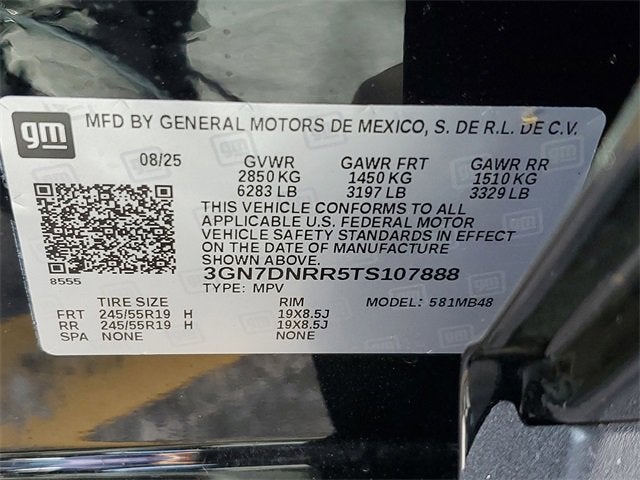 gm MFD BY GENERAL MOTORS DE MEXICO, S. DE R.L. DE C.V.
08/25 GVWR GAWR FRT GAWR RR
2850 KG 1450 KG 1510 KG
6283 LB 3197 LB 3329 LB
THIS VEHICLE CONFORMS TO ALL
APPLICABLE U.S. FEDERAL MOTOR
VEHICLE SAFETY STANDARDS IN EFFECT
ON THE DATE OF MANUFACTURE
SHOWN ABOVE.
3GN7DNRR5TS107888
8555
TYPE: MPV MODEL: 581MB48
TIRE SIZE RIM
FRT 245/55R19 H 19X8.5J
RR 245/55R19 H 19X8.5J
SPA NONE NONE